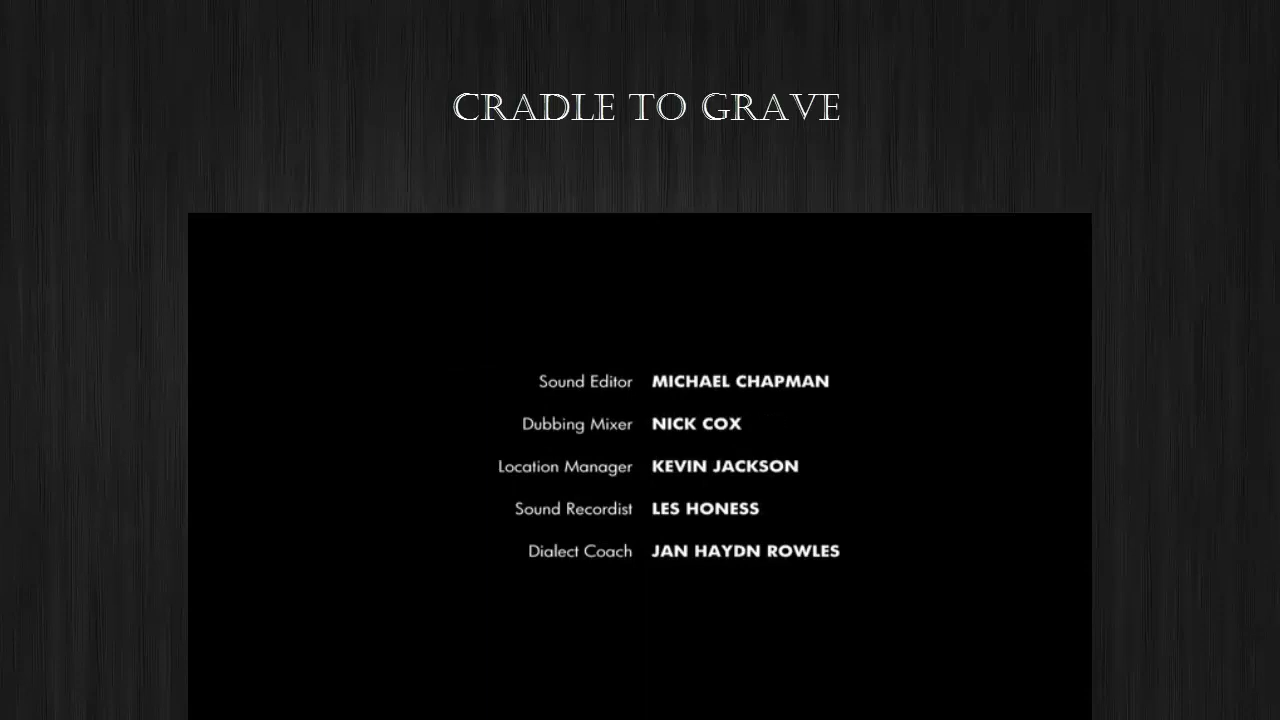 CRADLE TO GRAVE
Sound Editor MICHAEL CHAPMAN
Dubbing Mixer NICK COX
Location Manager KEVIN JACKSON
Sound Recordist LES HONESS
Dialect Coach JAN HAYDN ROWLES